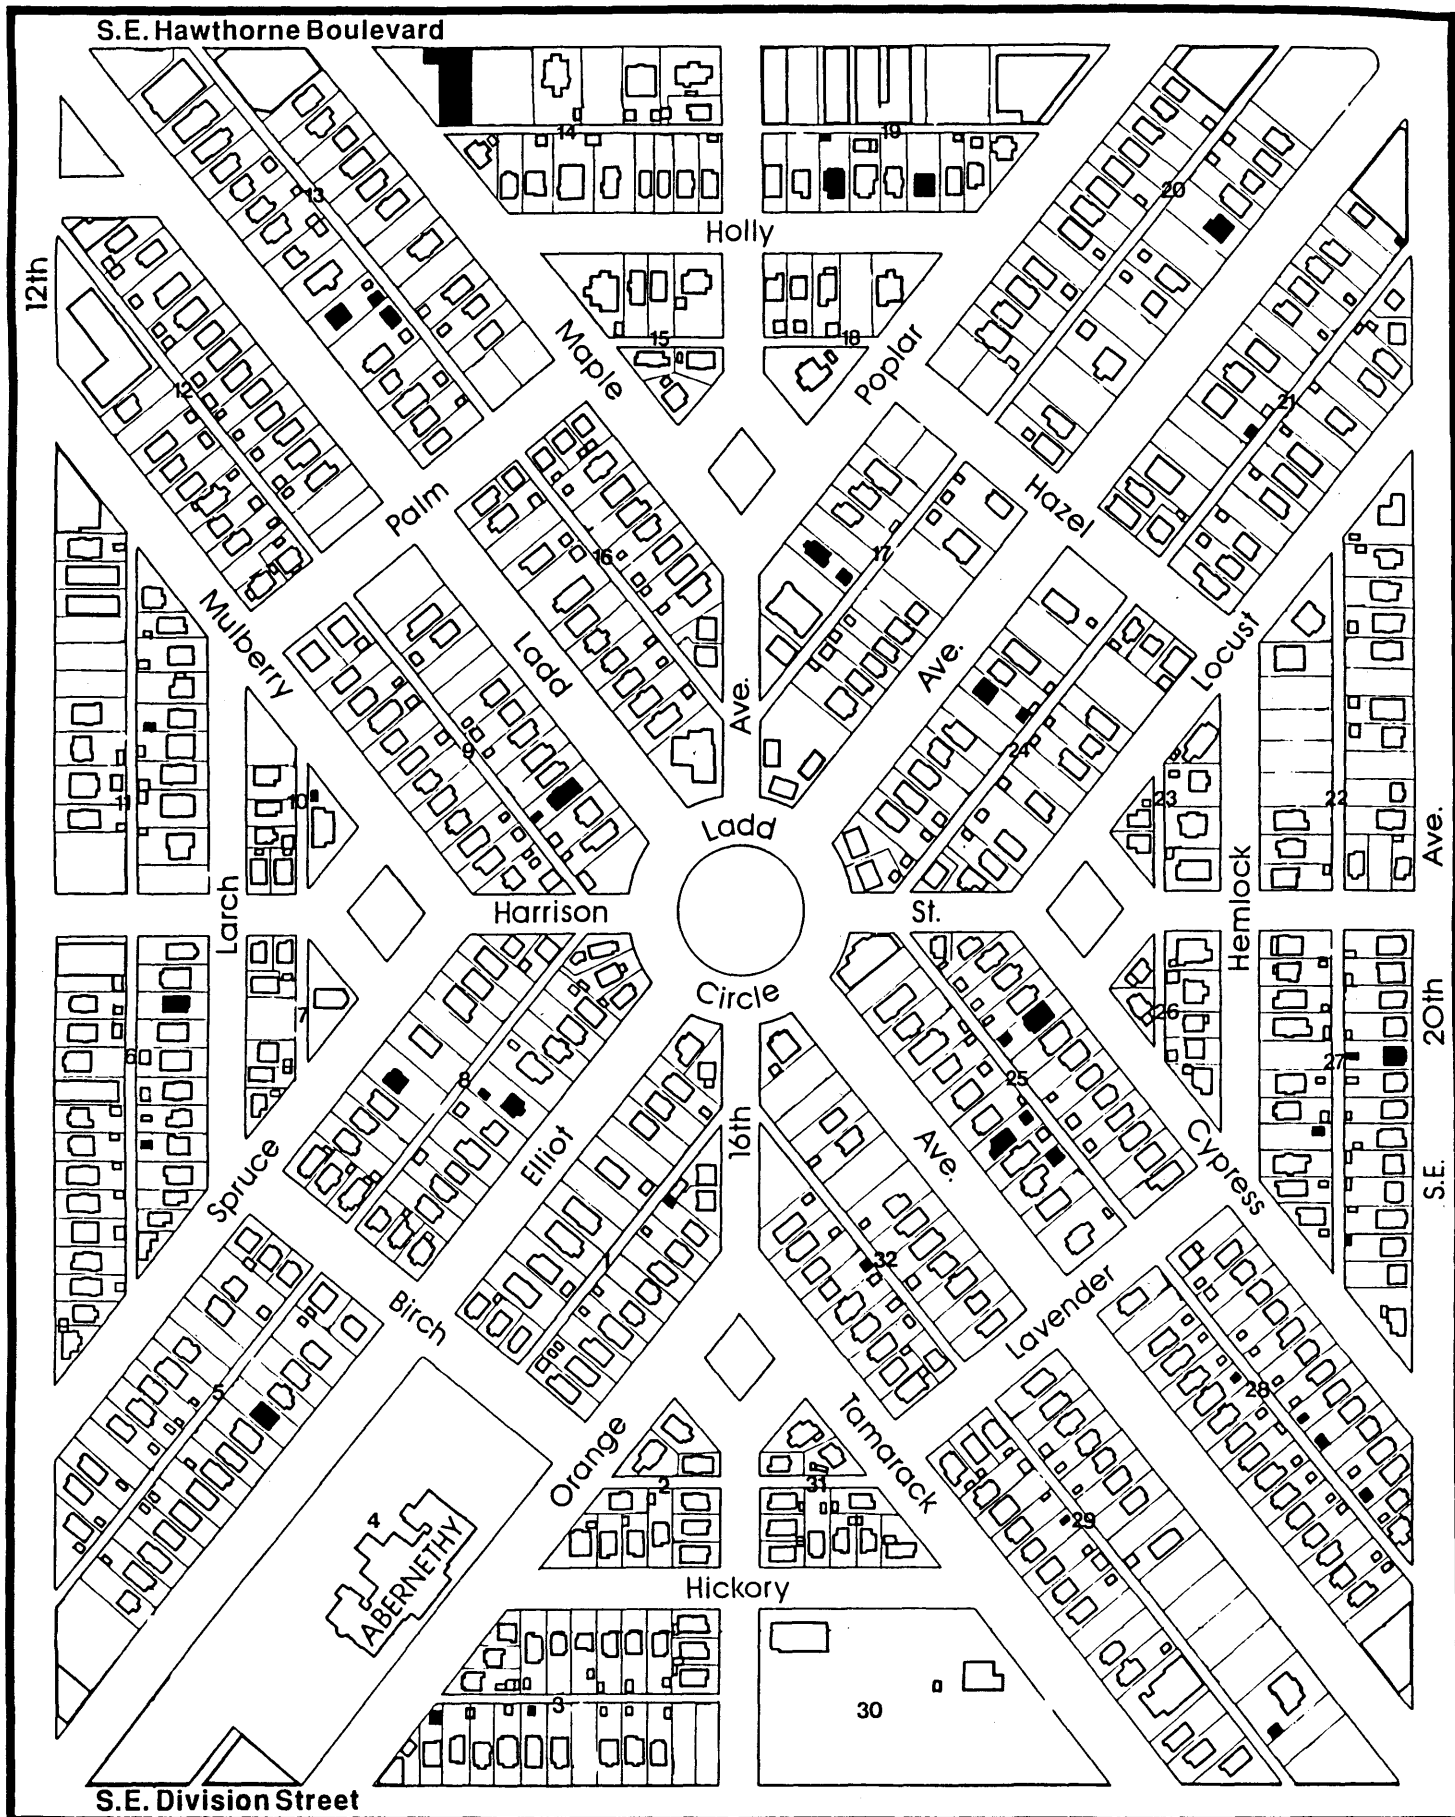 S.E. Hawthorne Boulevard
14
19
13
20
Holly
12th
15
18
Maple
Poplar
12
21
Palm
Hazel
16
17
Mulberry
Ladd
Ave.
Ave.
Locust
9
24
11
10
23
22
Ladd
Ave.
Larch
Harrison
St.
Hemlock
Circle
7
26
6
8
25
27
20th
16th
Spruce
Elliot
Ave.
Cypress
S.E.
1
32
Birch
Lavender
5
28
Orange
Tamarack
2
31
4
29
ABERNETHY
Hickory
3
30
S.E. Division Street